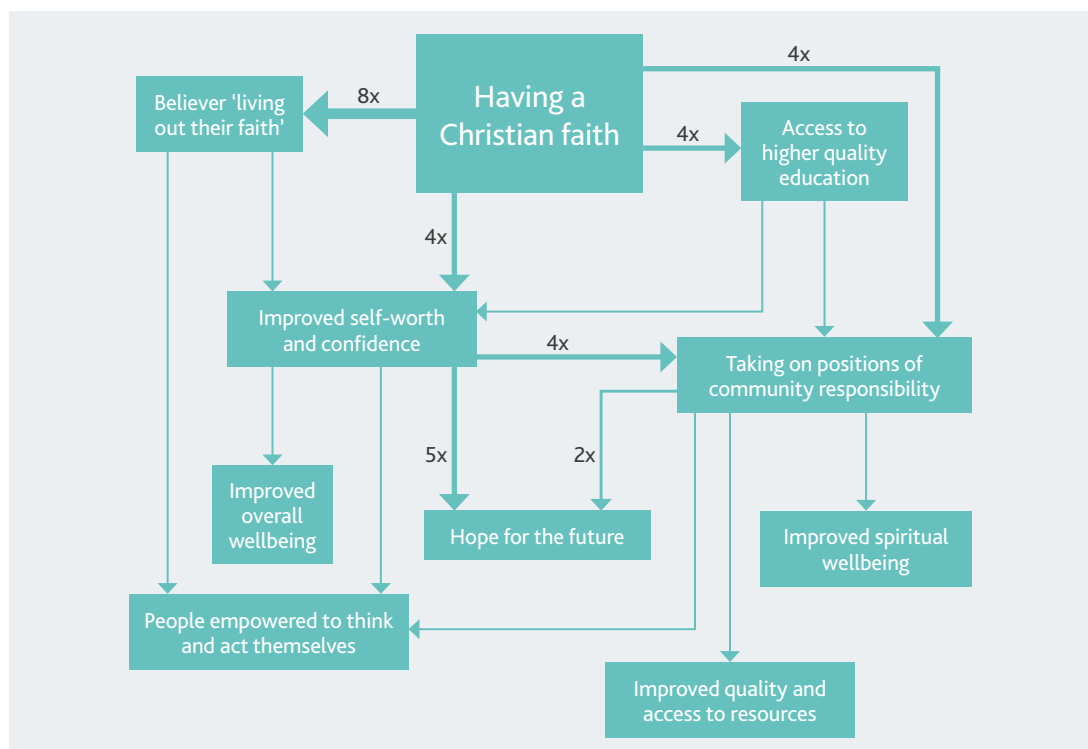 4x
Having a
Christian faith
Believer ‘living
out their faith’
8x
4x
Access to
higher quality
education
4x
Improved self-worth
and confidence
4x
Taking on positions of
community responsibility
5x
2x
Improved
overall
wellbeing
Hope for the future
Improved spiritual
wellbeing
People empowered to think
and act themselves
Improved quality and
access to resources